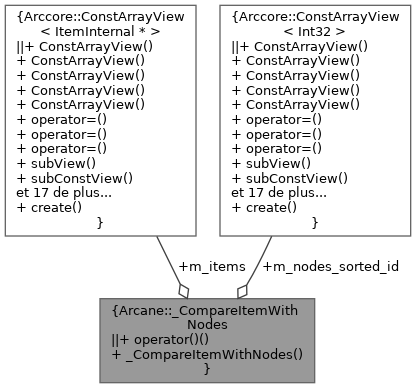 {Arccore::ConstArrayView
< ItemInternal * >
||+ ConstArrayView()
+ ConstArrayView()
+ ConstArrayView()
+ ConstArrayView()
+ ConstArrayView()
+ operator=()
+ operator=()
+ operator=()
+ subView()
+ subConstView()
et 17 de plus...
+ create()
}
{Arccore::ConstArrayView
< Int32 >
||+ ConstArrayView()
+ ConstArrayView()
+ ConstArrayView()
+ ConstArrayView()
+ ConstArrayView()
+ operator=()
+ operator=()
+ operator=()
+ subView()
+ subConstView()
et 17 de plus...
+ create()
}
+m_items
+m_nodes_sorted_id
{Arcane::_CompareItemWith
Nodes
||+ operator()()
+ _CompareItemWithNodes()
}